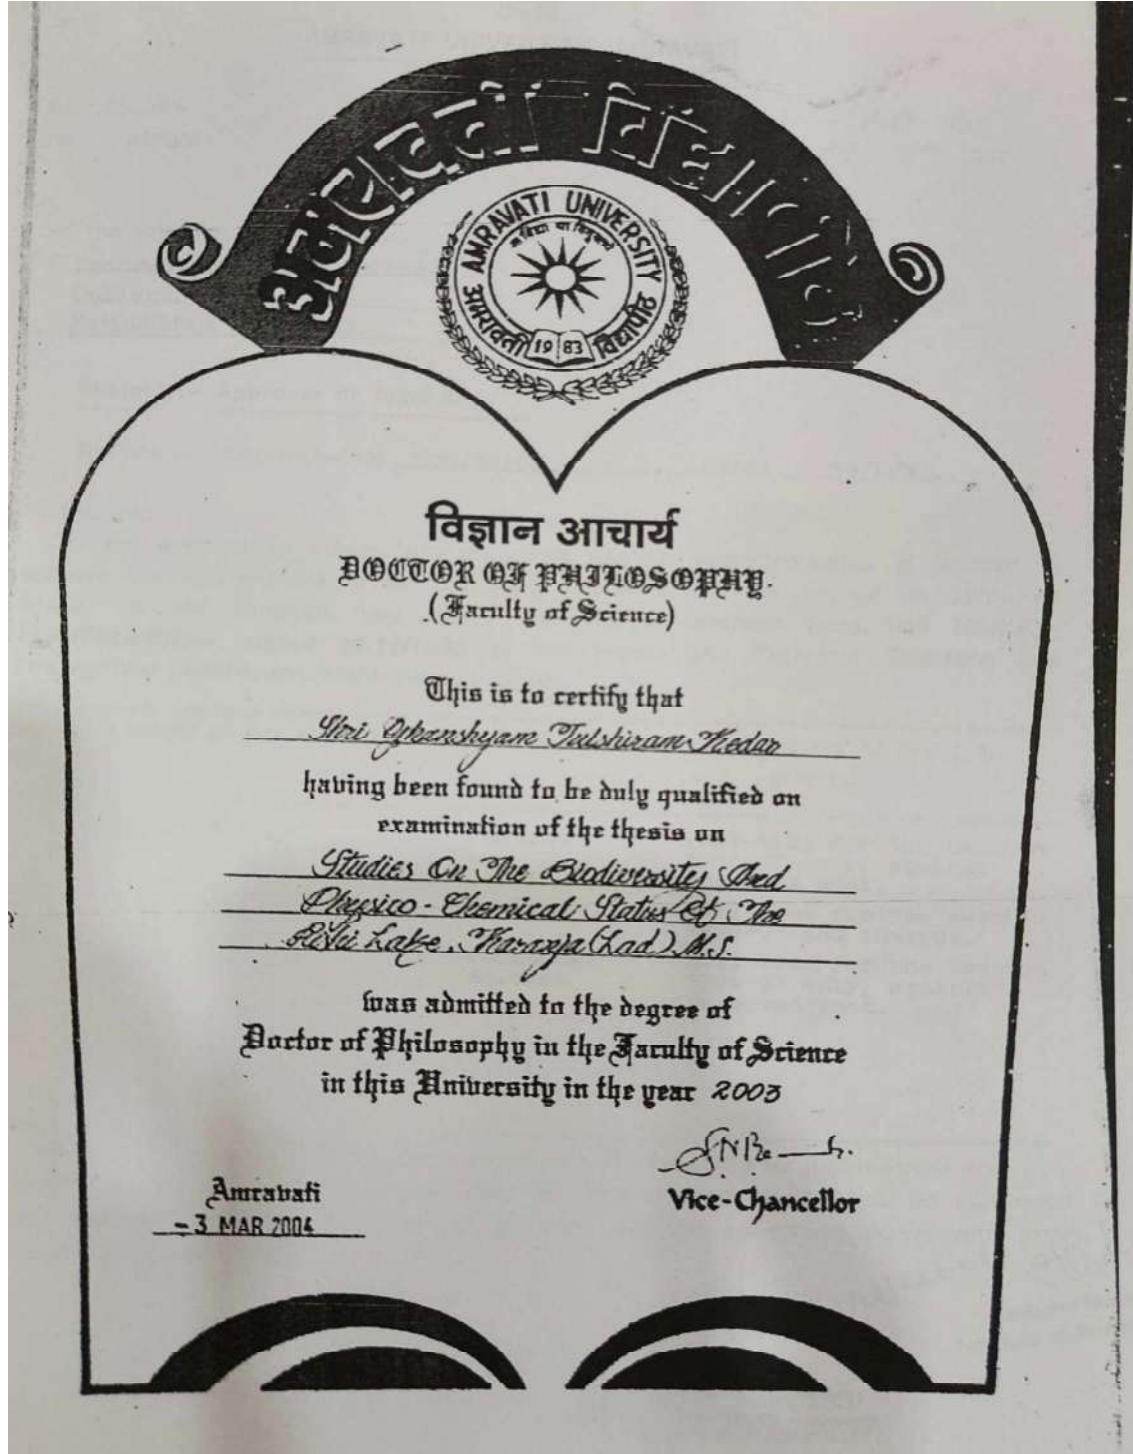 अमरावती विद्यापीठ
AMRAVATI UNIVERSITY
अमरावती विद्यापीठ
1983
विज्ञान आचार्य
DOCTOR OF PHILOSOPHY.
(Faculty of Science)
This is to certify that
Shri Ghanshyam Tulshiram Kedar
having been found to be duly qualified on
examination of the thesis on
Studies On The Biodiversity And
Physico-Chemical Status Of The
Rishi Lake, Karanja (Lad) M.S.
was admitted to the degree of
Doctor of Philosophy in the Faculty of Science
in this University in the year 2003
Vice-Chancellor
Amravati
-3 MAR 2004